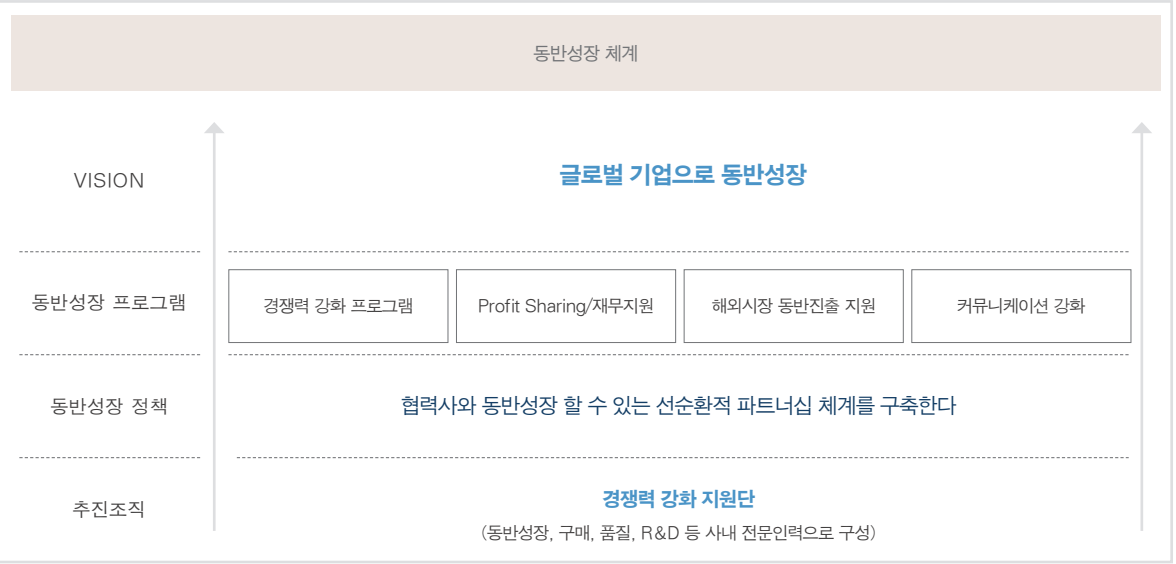 동반성장 체계
VISION
글로벌 기업으로 동반성장
동반성장 프로그램
경쟁력 강화 프로그램
Profit Sharing/재무지원
해외시장 동반진출 지원
커뮤니케이션 강화
동반성장 정책
협력사와 동반성장 할 수 있는 선순환적 파트너십 체계를 구축한다
추진조직
경쟁력 강화 지원단
(동반성장, 구매, 품질, R&D 등 사내 전문인력으로 구성)